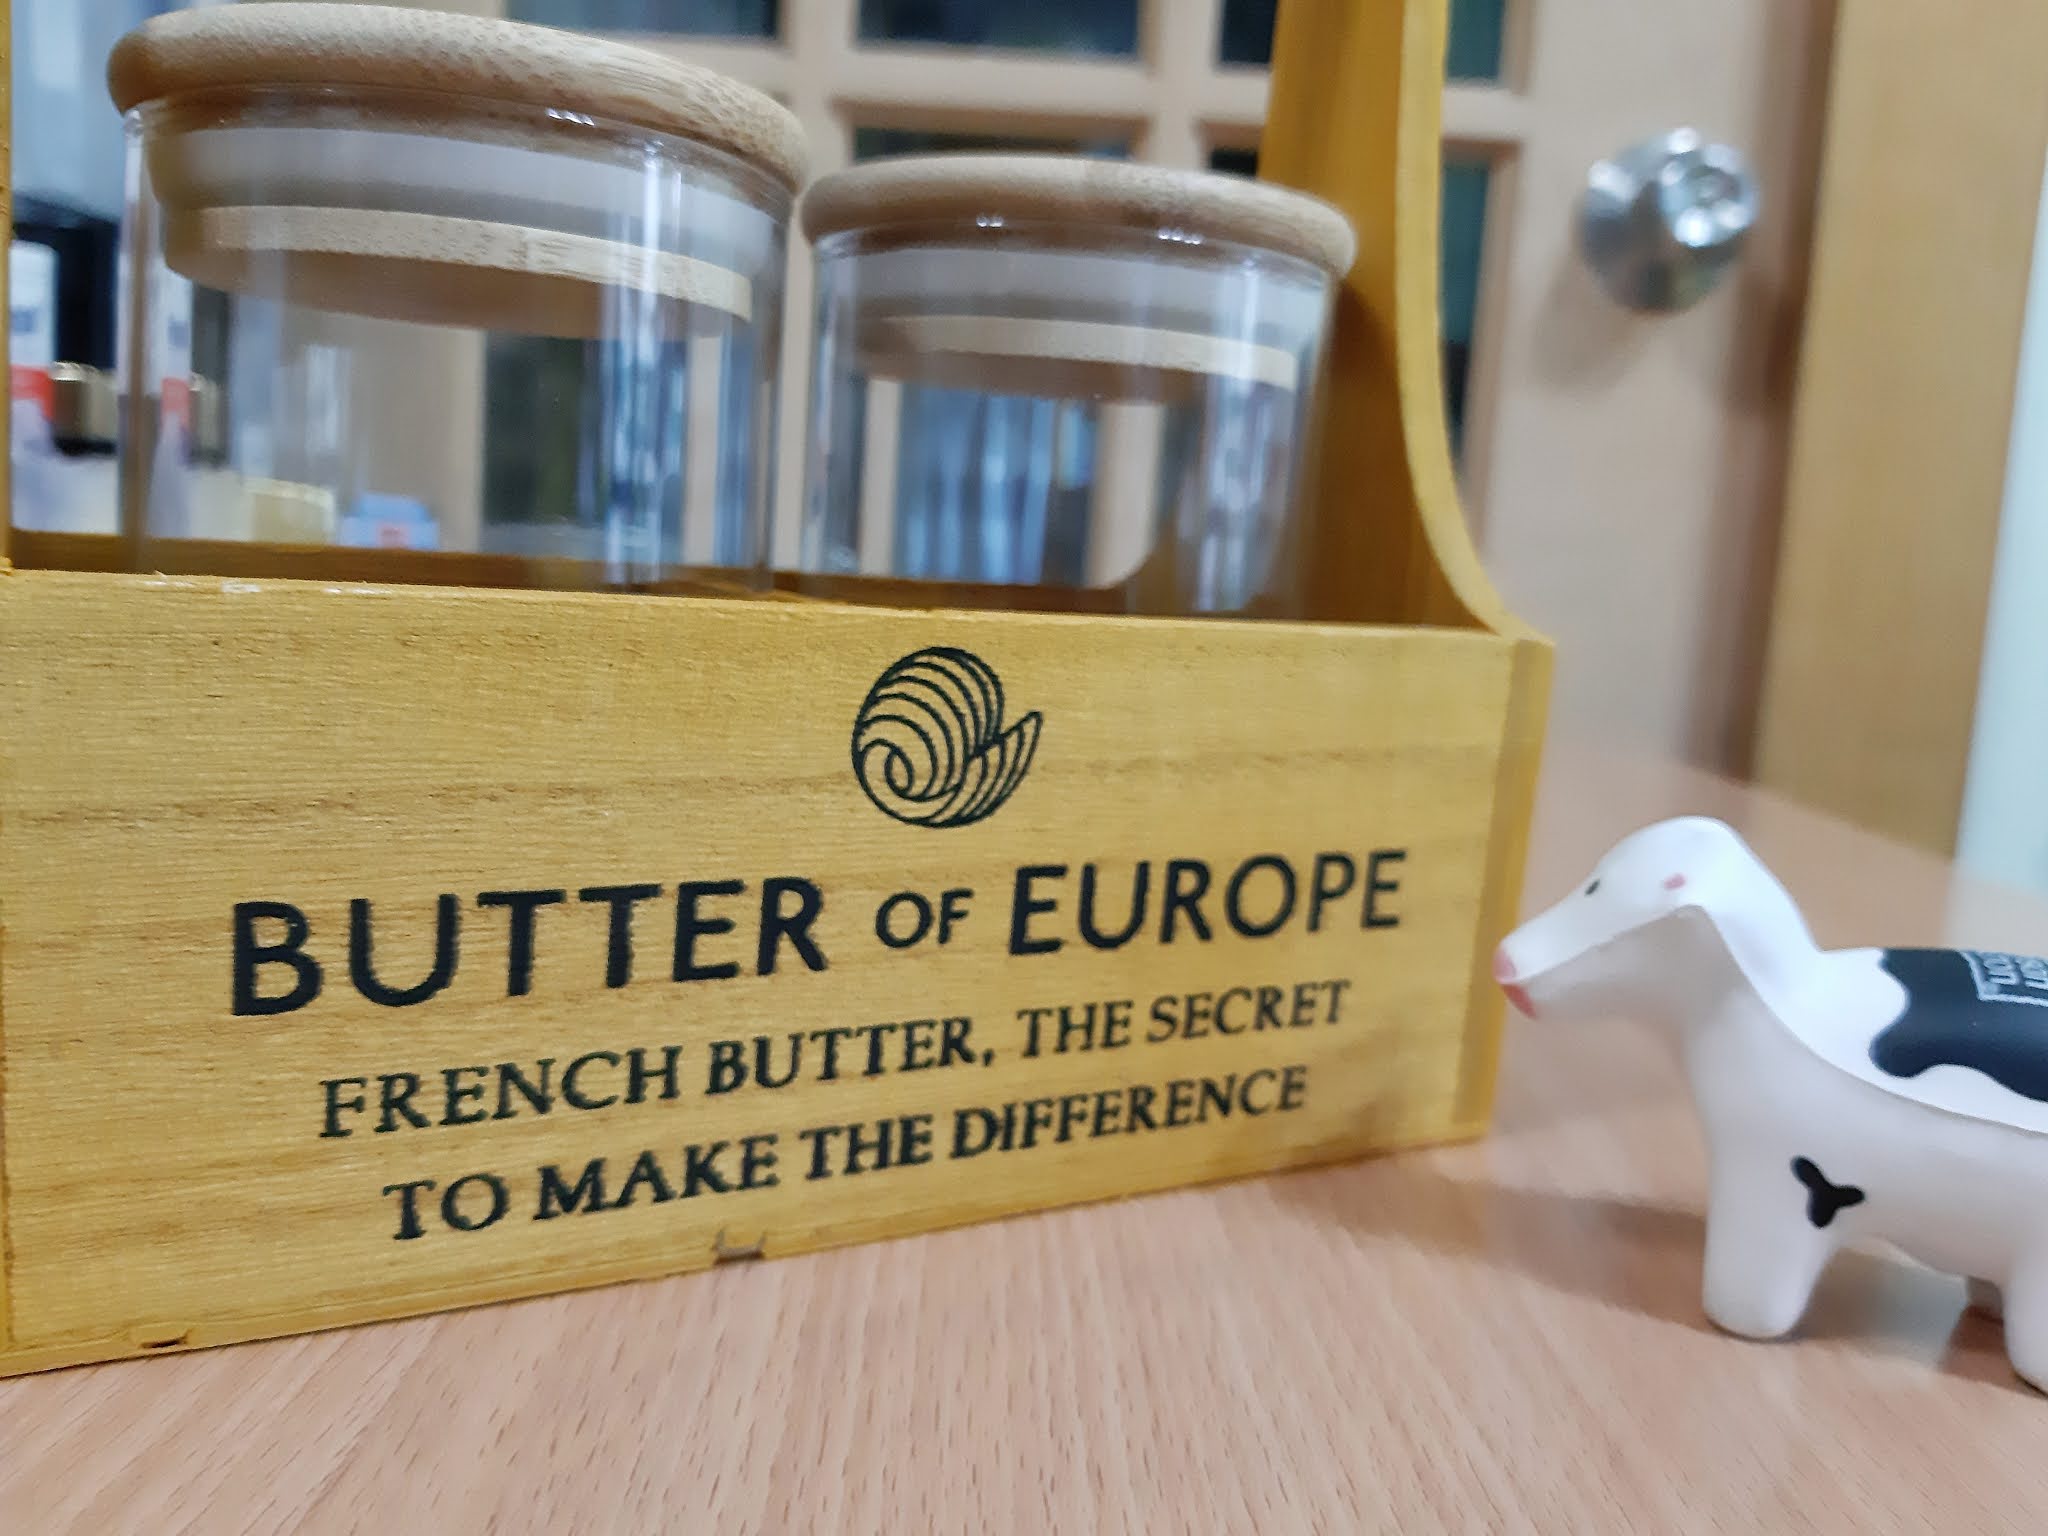 BUTTER OF EUROPE
FRENCH BUTTER, THE SECRET
TO MAKE THE DIFFERENCE